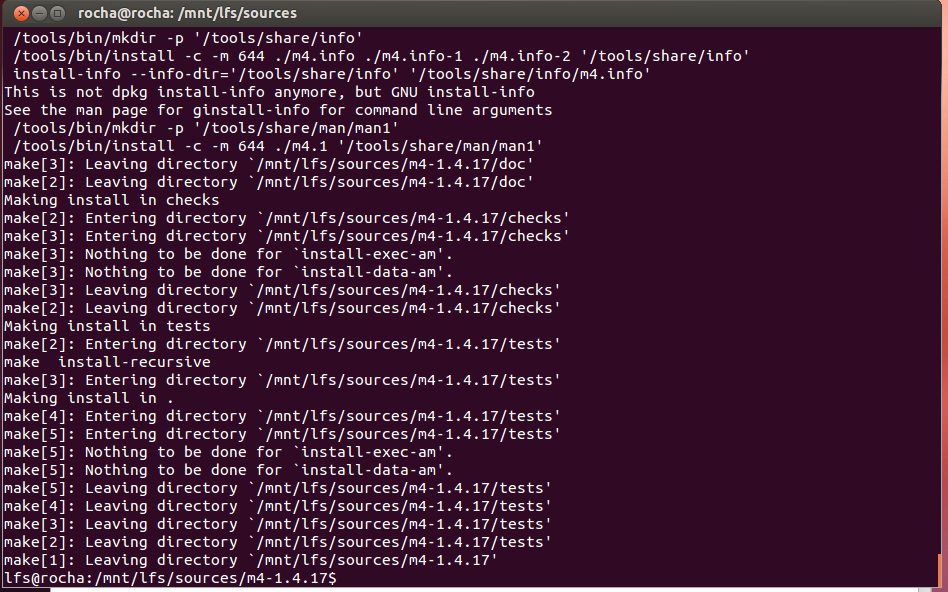 rocha@rocha: /mnt/lfs/sources
/tools/bin/mkdir -p '/tools/share/info'
/tools/bin/install -c -m 644 ./m4.info ./m4.info-1 ./m4.info-2 '/tools/share/info'
install-info --info-dir='/tools/share/info' '/tools/share/info/m4.info'
This is not dpkg install-info anymore, but GNU install-info
See the man page for ginstall-info for command line arguments
/tools/bin/mkdir -p '/tools/share/man/man1'
/tools/bin/install -c -m 644 ./m4.1 '/tools/share/man/man1'
make[3]: Leaving directory `/mnt/lfs/sources/m4-1.4.17/doc'
make[2]: Leaving directory `/mnt/lfs/sources/m4-1.4.17/doc'
Making install in checks
make[2]: Entering directory `/mnt/lfs/sources/m4-1.4.17/checks'
make[3]: Entering directory `/mnt/lfs/sources/m4-1.4.17/checks'
make[3]: Nothing to be done for `install-exec-am'.
make[3]: Nothing to be done for `install-data-am'.
make[3]: Leaving directory `/mnt/lfs/sources/m4-1.4.17/checks'
make[2]: Leaving directory `/mnt/lfs/sources/m4-1.4.17/checks'
Making install in tests
make[2]: Entering directory `/mnt/lfs/sources/m4-1.4.17/tests'
make  install-recursive
make[3]: Entering directory `/mnt/lfs/sources/m4-1.4.17/tests'
Making install in .
make[4]: Entering directory `/mnt/lfs/sources/m4-1.4.17/tests'
make[5]: Entering directory `/mnt/lfs/sources/m4-1.4.17/tests'
make[5]: Nothing to be done for `install-exec-am'.
make[5]: Nothing to be done for `install-data-am'.
make[5]: Leaving directory `/mnt/lfs/sources/m4-1.4.17/tests'
make[4]: Leaving directory `/mnt/lfs/sources/m4-1.4.17/tests'
make[3]: Leaving directory `/mnt/lfs/sources/m4-1.4.17/tests'
make[2]: Leaving directory `/mnt/lfs/sources/m4-1.4.17/tests'
make[1]: Leaving directory `/mnt/lfs/sources/m4-1.4.17'
lfs@rocha:/mnt/lfs/sources/m4-1.4.17$